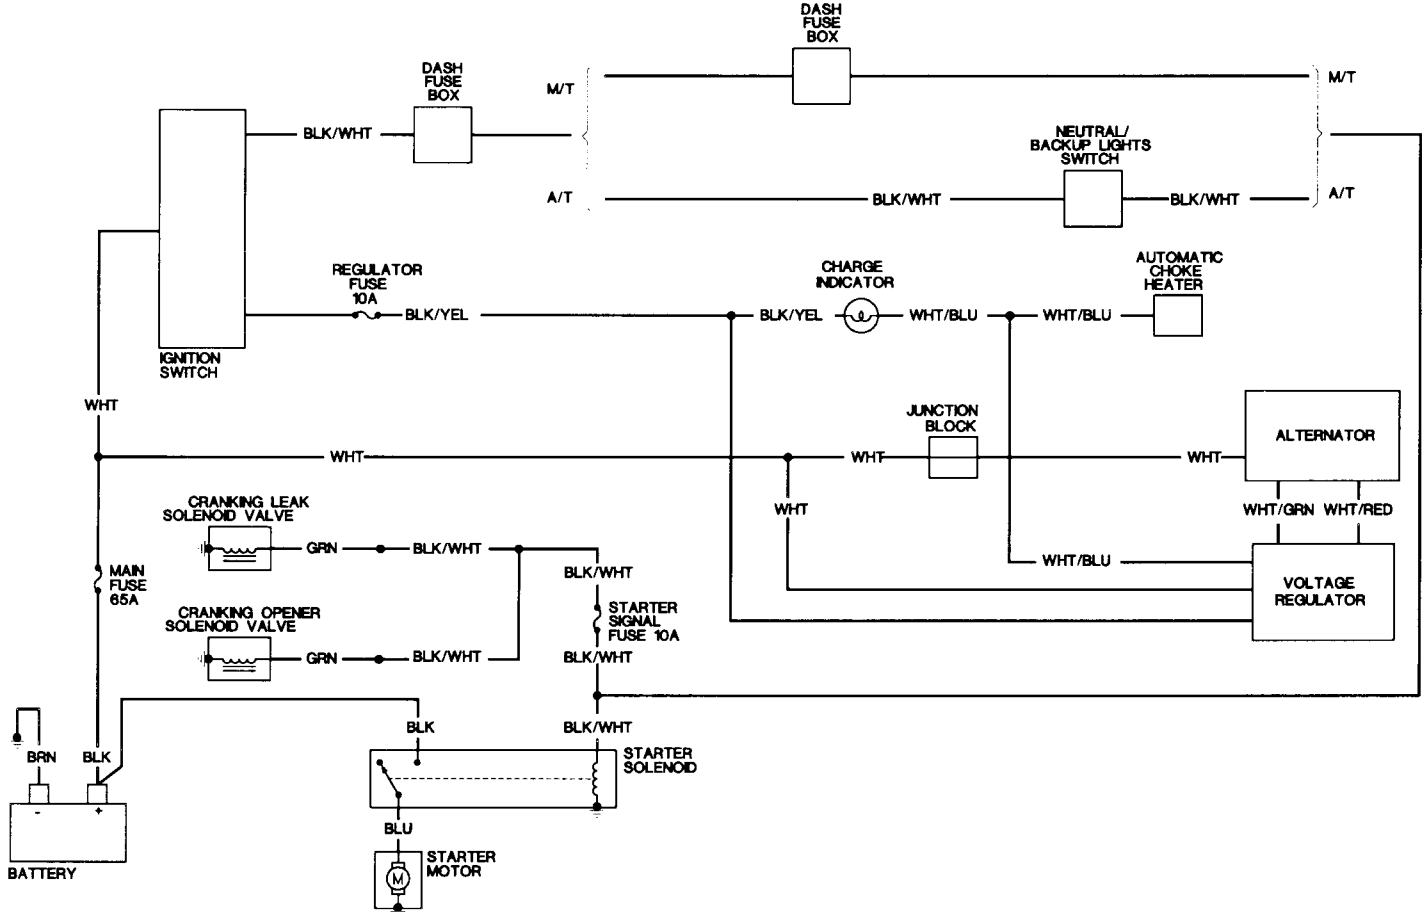 DASH
FUSE
BOX
DASH
FUSE
BOX
M/T
M/T
BLK/WHT
NEUTRAL/
BACKUP LIGHTS
SWITCH
A/T
BLK/WHT
BLK/WHT
A/T
REGULATOR
FUSE
10A
CHARGE
INDICATOR
AUTOMATIC
CHOKE
HEATER
BLK/YEL
BLK/YEL
WHT/BLU
WHT/BLU
IGNITION
SWITCH
WHT
JUNCTION
BLOCK
ALTERNATOR
WHT
WHT
WHT
CRANKING LEAK
SOLENOID VALVE
WHT
WHT/GRN
WHT/RED
GRN
BLK/WHT
BLK/WHT
WHT/BLU
MAIN
FUSE
65A
VOLTAGE
REGULATOR
CRANKING OPENER
SOLENOID VALVE
STARTER
SIGNAL
FUSE 10A
GRN
BLK/WHT
BLK/WHT
BLK
BLK/WHT
BRN
BLK
STARTER
SOLENOID
-
+
BLU
BATTERY
STARTER
MOTOR
M